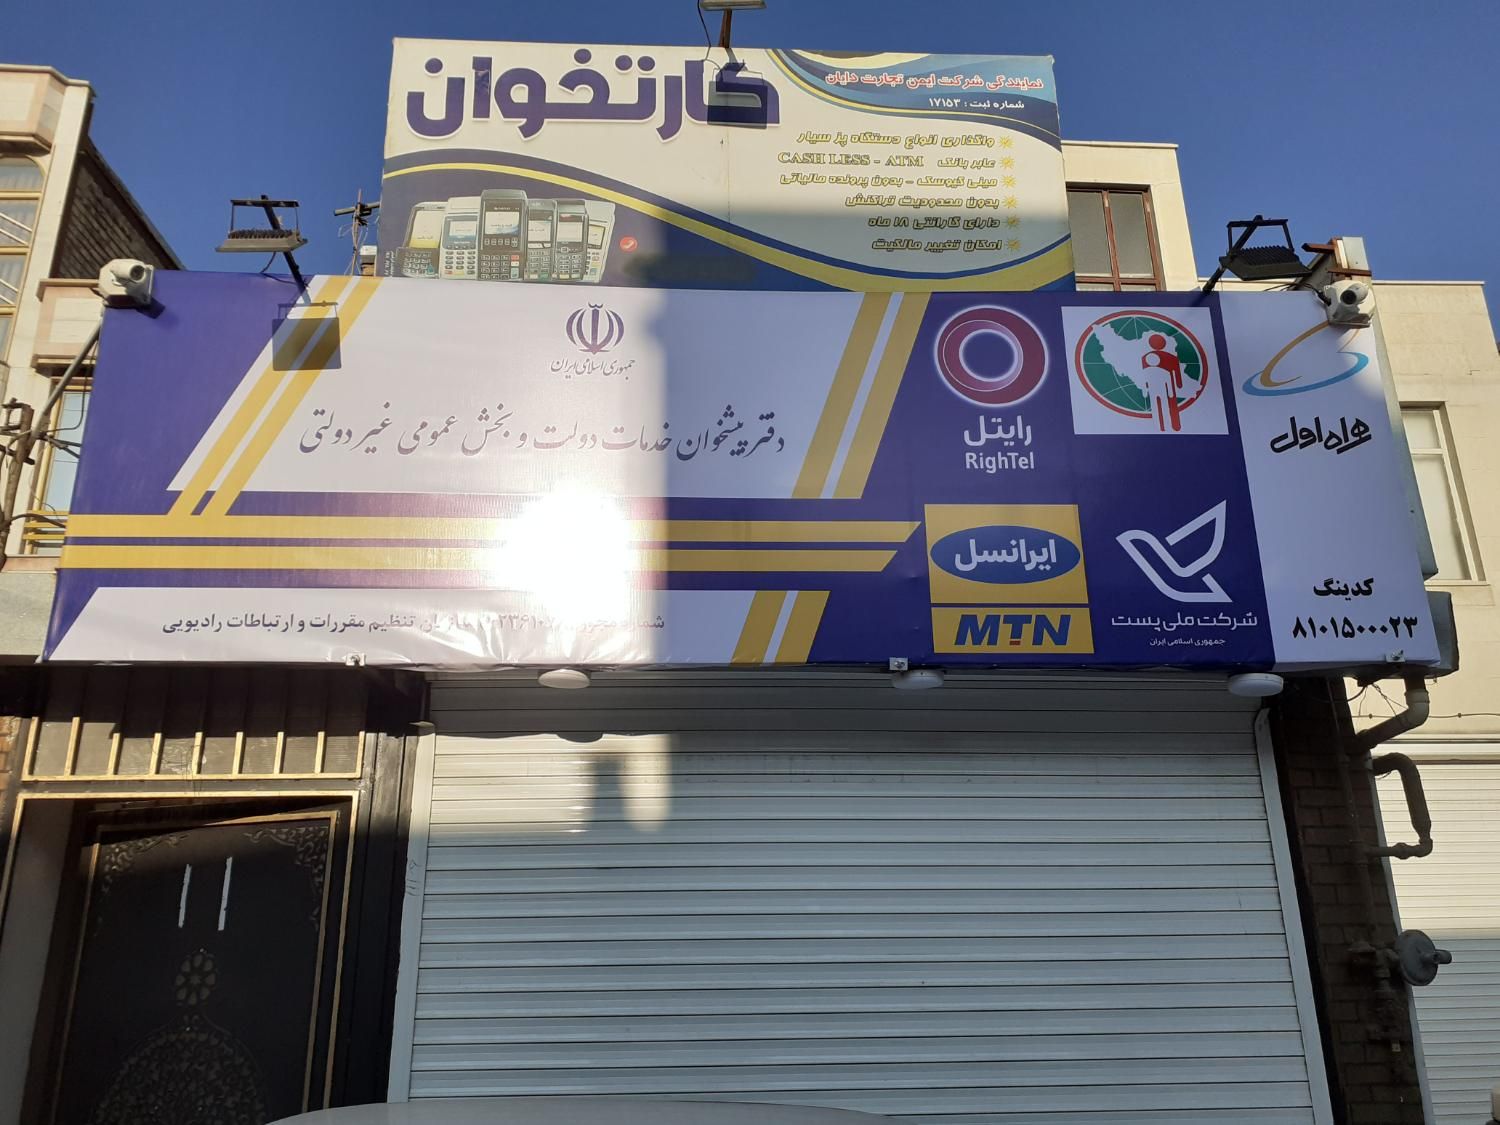 کارتخوان
نمایندگی شرکت ایمن تجارت دایان
شماره ثبت : ۱۷۱۵۳
واگذاری انواع دستگاه پز سیار
عابر بانک CASH LESS - ATM
مینی کیوسک - بدون پرونده مالیاتی
بدون محدودیت تراکنش
دارای گارانتی ۱۸ ماه
امکان تغییر مالکیت
جمهوری اسلامی ایران
دفتر پیشخوان خدمات دولت و بخش عمومی غیر دولتی
شماره مجوز تنظیم مقررات و ارتباطات رادیویی
رایتل
RighTel
ایرانسل
MTN
شرکت ملی پست
جمهوری اسلامی ایران
همراه اول
کدینگ
۸۱۰۱۵۰۰۰۲۳